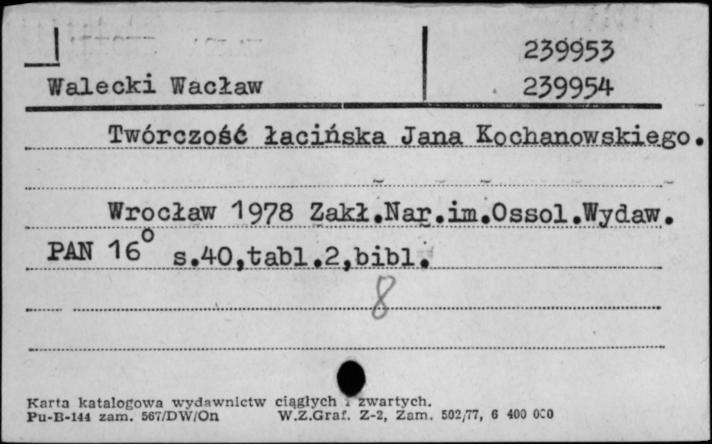 239953
Walecki Wacław 239954
Twórczość łacińska Jana Kochanowskiego.
Wrocław 1978 Zakł.Nar.im.Ossol.Wydaw.
PAN 16° s.40,tabl.2,bibl.
8
Karta katalogowa wydawnictw ciągłych i zwartych.
Pu-B-144 zam. 567/DW/On W.Z.Graf. Z-2, Zam. 502/77, 6 400 000